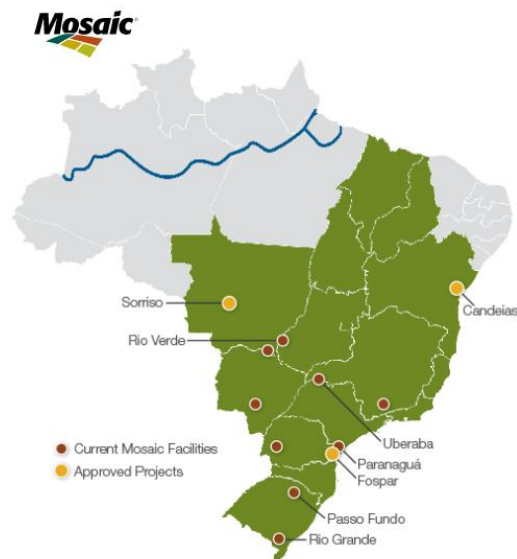 Mosaic®
Sorriso
Candeias
Rio Verde
Uberaba
Current Mosaic Facilities
Paranaguá
Approved Projects
Fospar
Passo Fundo
Rio Grande